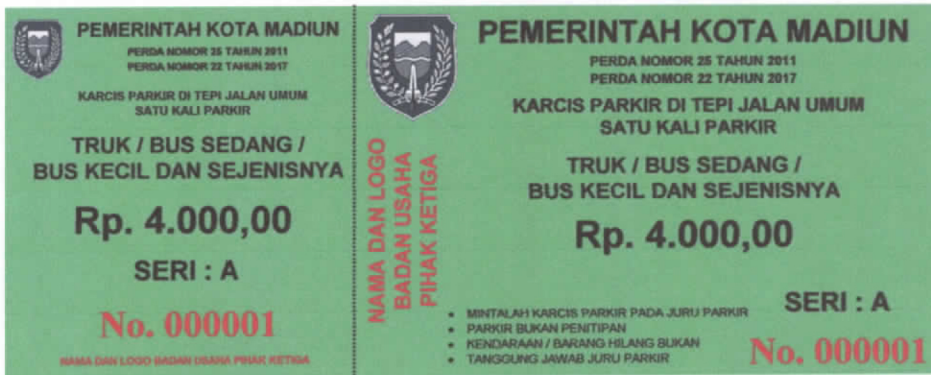 PEMERINTAH KOTA MADIUN
PERDA NOMOR 25 TAHUN 2011
PERDA NOMOR 22 TAHUN 2017
KARCIS PARKIR DI TEPI JALAN UMUM
SATU KALI PARKIR
TRUK / BUS SEDANG /
BUS KECIL DAN SEJENISNYA
Rp. 4.000,00
SERI : A
No. 000001
NAMA DAN LOGO BADAN USAHA PIHAK KETIGA
NAMA DAN LOGO
BADAN USAHA
PIHAK KETIGA
PEMERINTAH KOTA MADIUN
PERDA NOMOR 25 TAHUN 2011
PERDA NOMOR 22 TAHUN 2017
KARCIS PARKIR DI TEPI JALAN UMUM
SATU KALI PARKIR
TRUK / BUS SEDANG /
BUS KECIL DAN SEJENISNYA
Rp. 4.000,00
SERI : A
• MINTALAH KARCIS PARKIR PADA JURU PARKIR
• PARKIR BUKAN PENITIPAN
• KENDARAAN / BARANG HILANG BUKAN
• TANGGUNG JAWAB JURU PARKIR
No. 000001